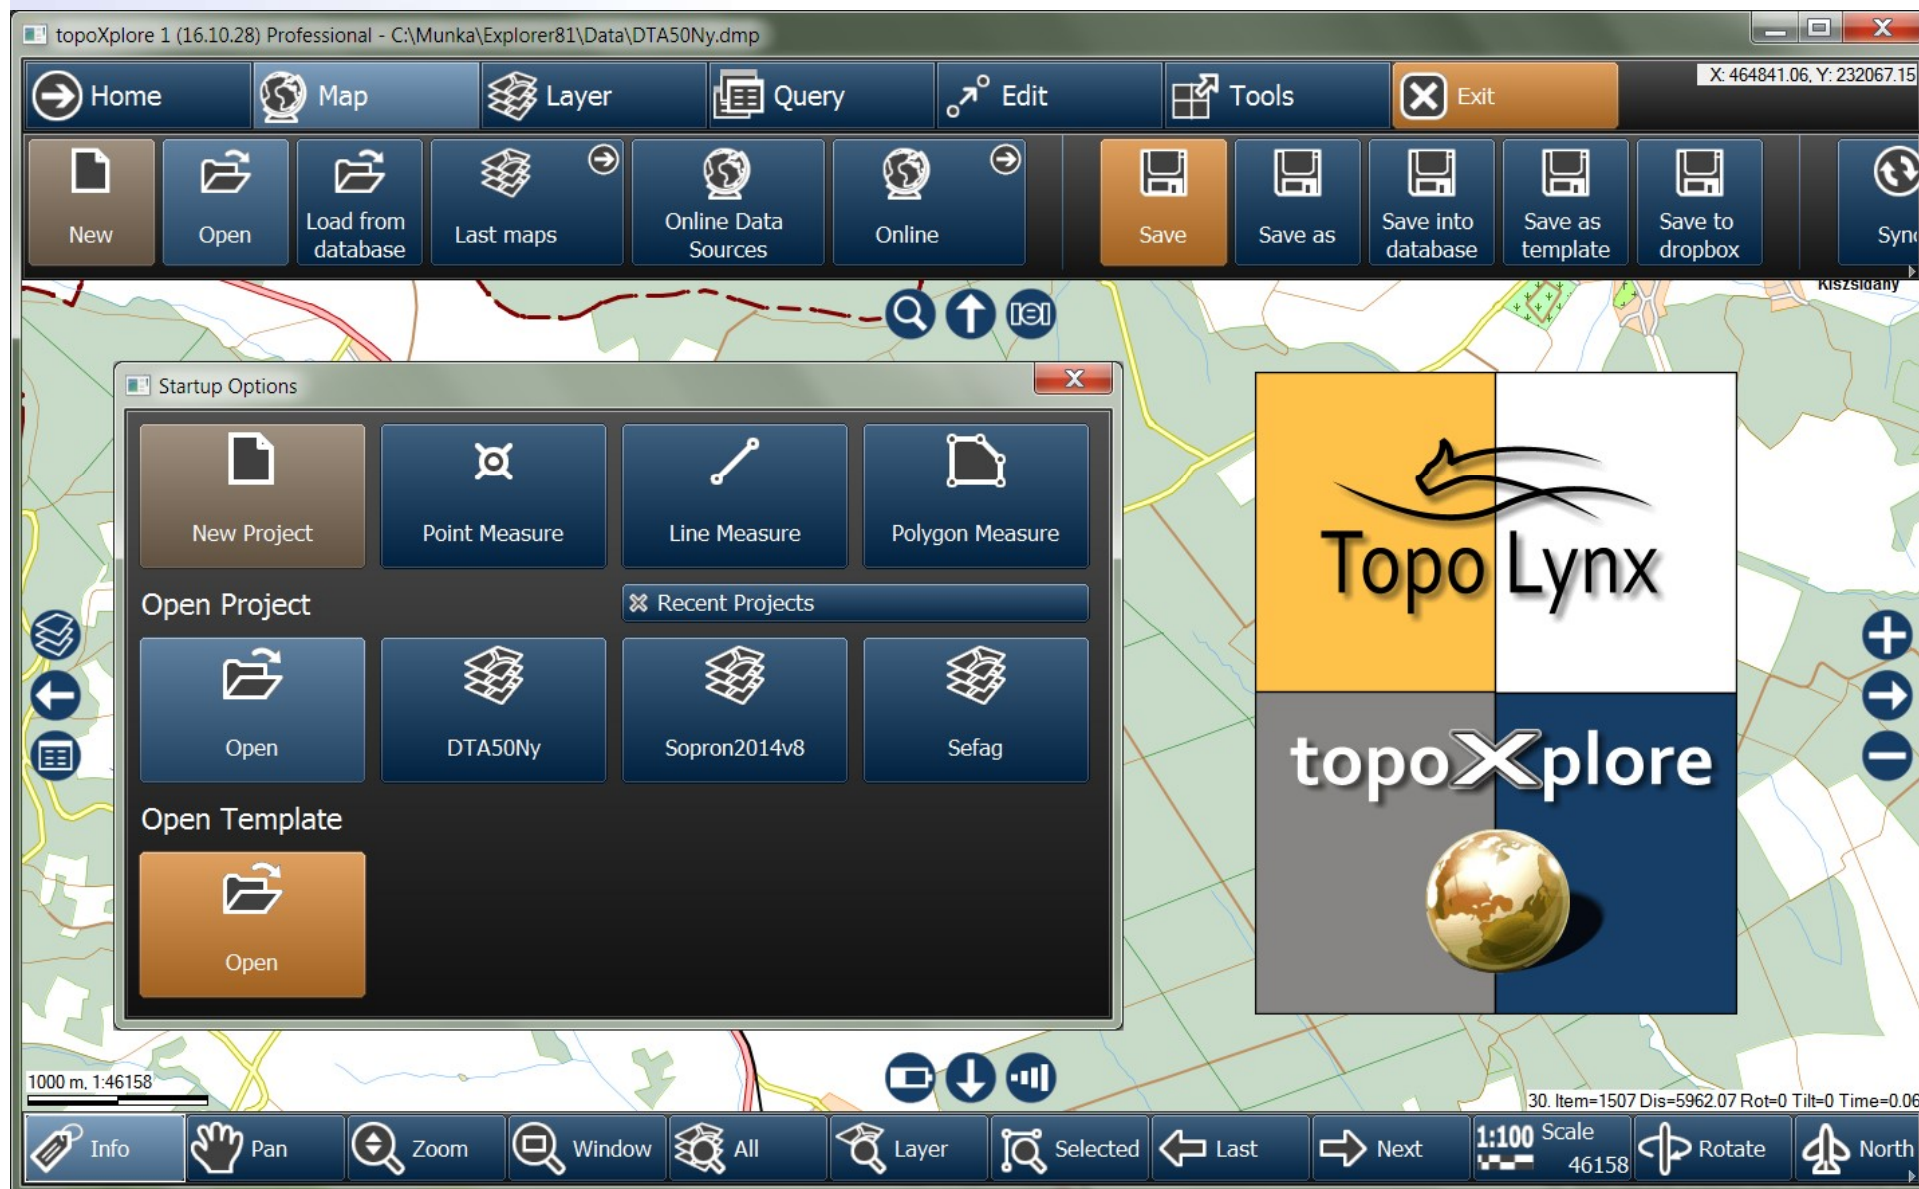 topoXplore 1 (16.10.28) Professional - C:\Munka\Explorer81\Data\DTA50Ny.dmp
Home Map Layer Query Edit Tools Exit X: 464841.06, Y: 232067.15
New Open Load from database Last maps Online Data Sources Online Save Save as Save into database Save as template Save to dropbox
Kiszsidány
Startup Options
New Project Point Measure Line Measure Polygon Measure
Open Project Recent Projects
Open DTA50Ny Sopron2014v8 Sefag
Open Template
Open
Topo Lynx
topoXplore
1000 m, 1:46158
30. Item=1507 Dis=5962.07 Rot=0 Tilt=0 Time=0.06
Info Pan Zoom Window All Layer Selected Last Next 1:100 Scale 46158 Rotate North